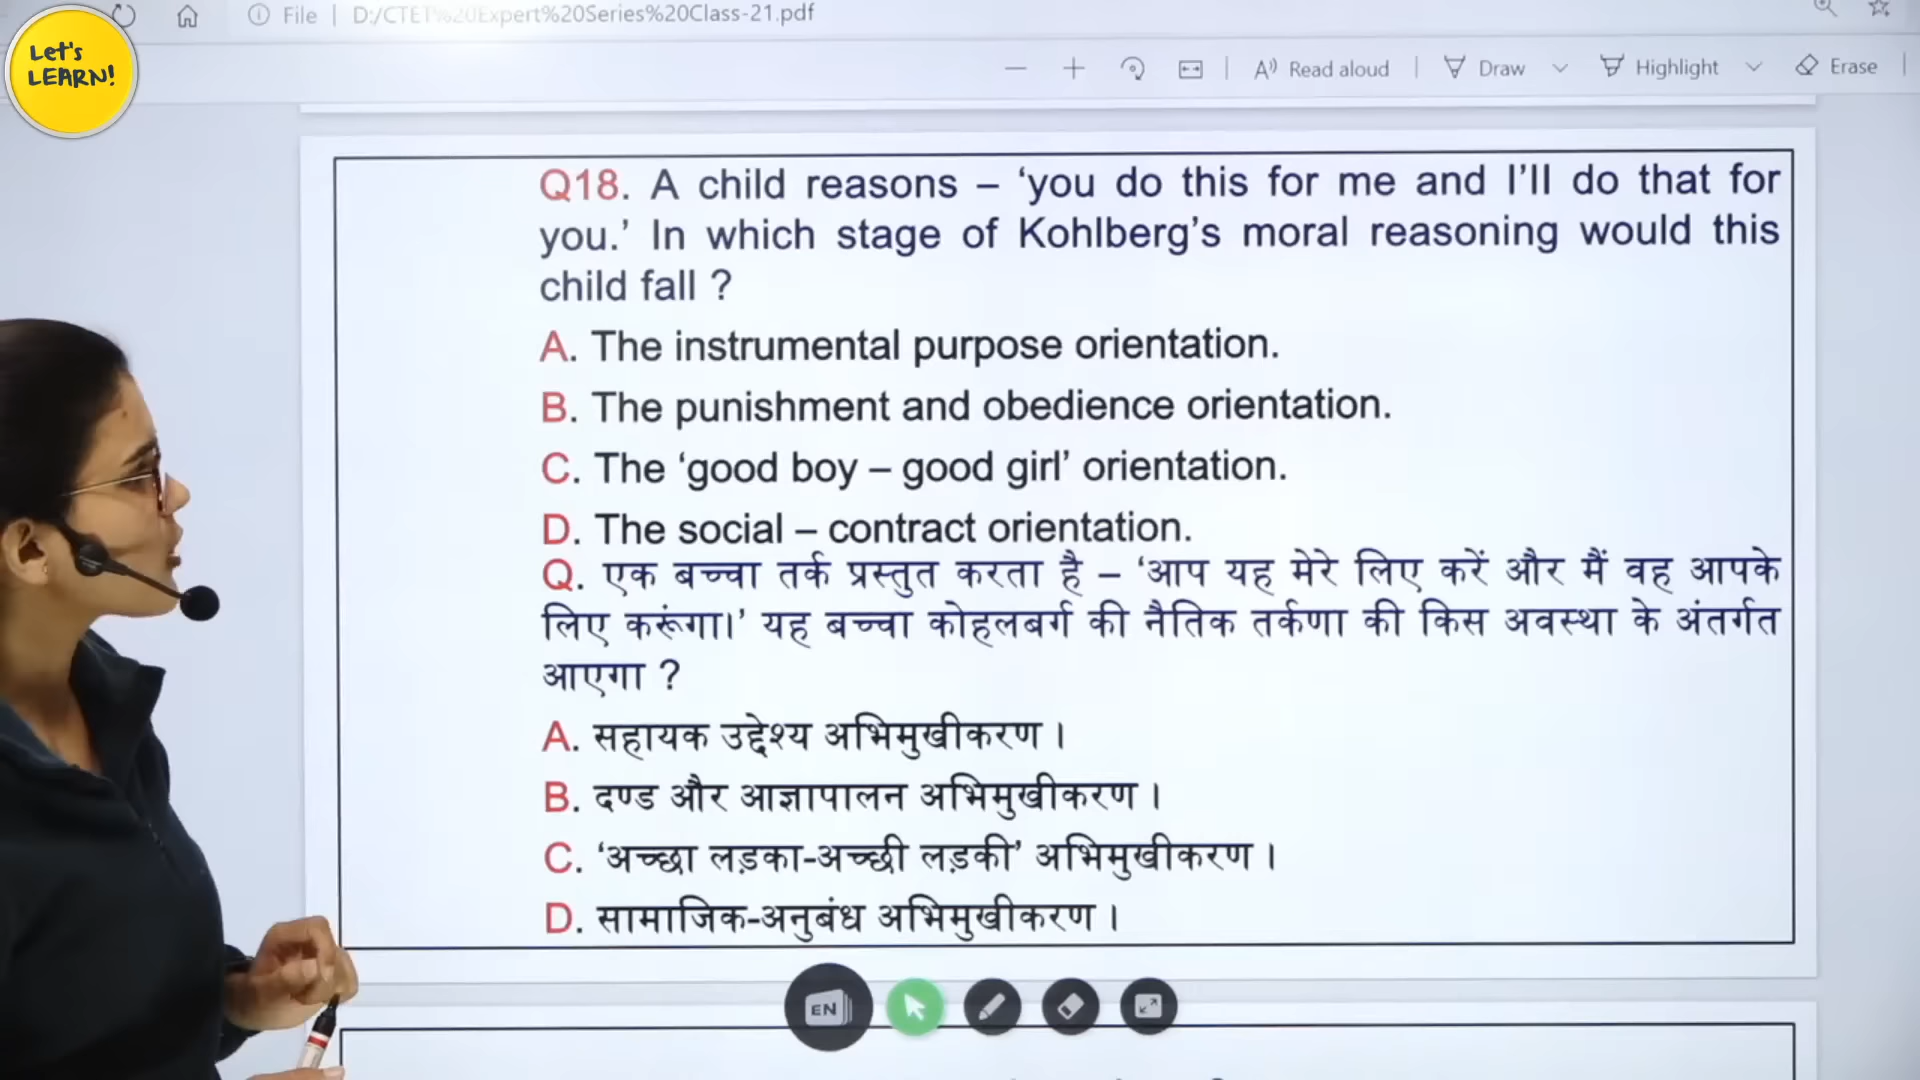 Let's
LEARN!
File
D:/CTET%20Expert%20Series%20Class-21.pdf
Read aloud
Draw
Highlight
Erase
Q18. A child reasons – ‘you do this for me and I’ll do that for
you.’ In which stage of Kohlberg’s moral reasoning would this
child fall ?
A. The instrumental purpose orientation.
B. The punishment and obedience orientation.
C. The ‘good boy – good girl’ orientation.
D. The social – contract orientation.
Q. एक बच्चा तर्क प्रस्तुत करता है – ‘आप यह मेरे लिए करें और मैं वह आपके
लिए करूंगा।’ यह बच्चा कोहलबर्ग की नैतिक तर्कणा की किस अवस्था के अंतर्गत
आएगा ?
A. सहायक उद्देश्य अभिमुखीकरण ।
B. दण्ड और आज्ञापालन अभिमुखीकरण ।
C. ‘अच्छा लड़का-अच्छी लड़की’ अभिमुखीकरण ।
D. सामाजिक-अनुबंध अभिमुखीकरण ।
EN